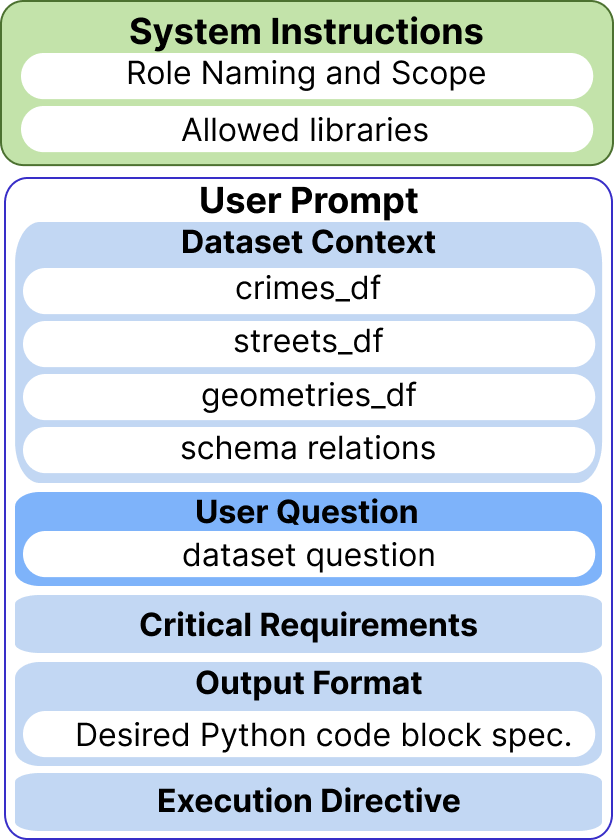 System Instructions
Role Naming and Scope
Allowed libraries
User Prompt
Dataset Context
crimes_df
streets_df
geometries_df
schema relations
User Question
dataset question
Critical Requirements
Output Format
Desired Python code block spec.
Execution Directive